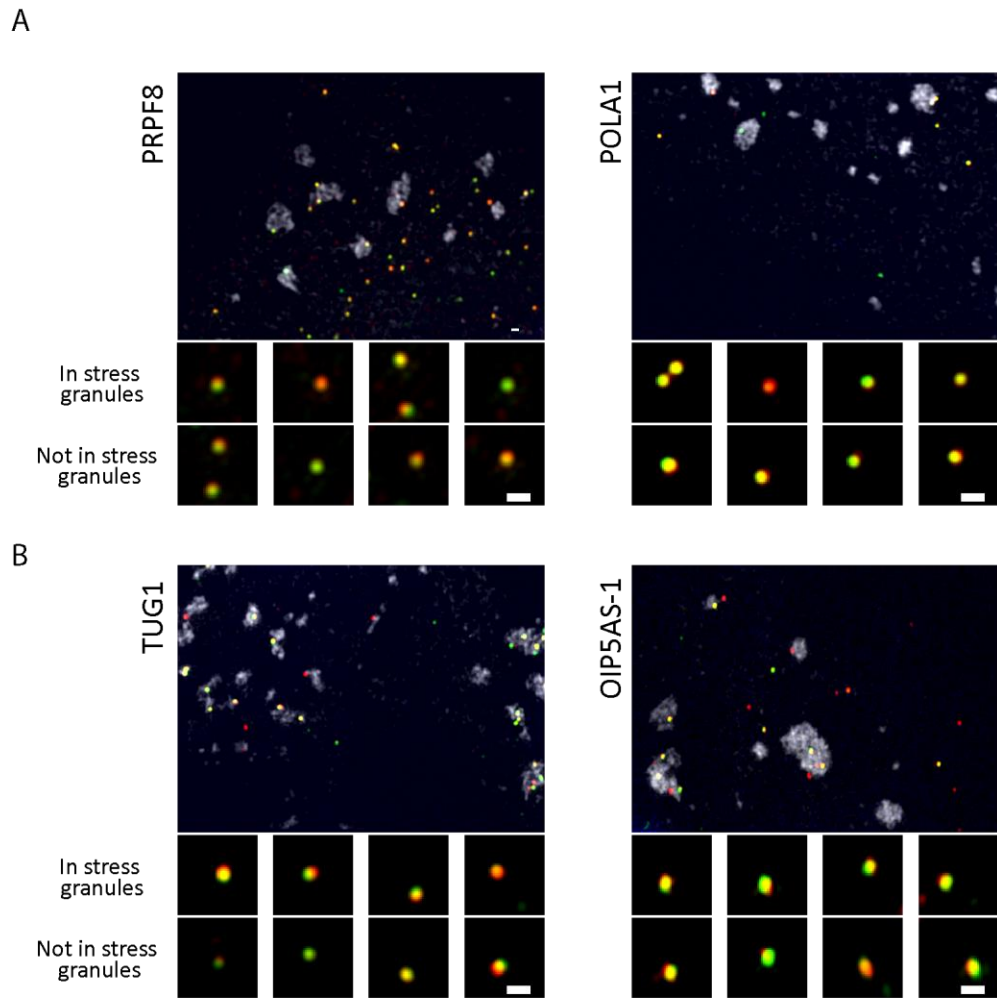 A
PRPF8
POLA1
In stress
granules
Not in stress
granules
B
TUG1
OIP5AS-1
In stress
granules
Not in stress
granules